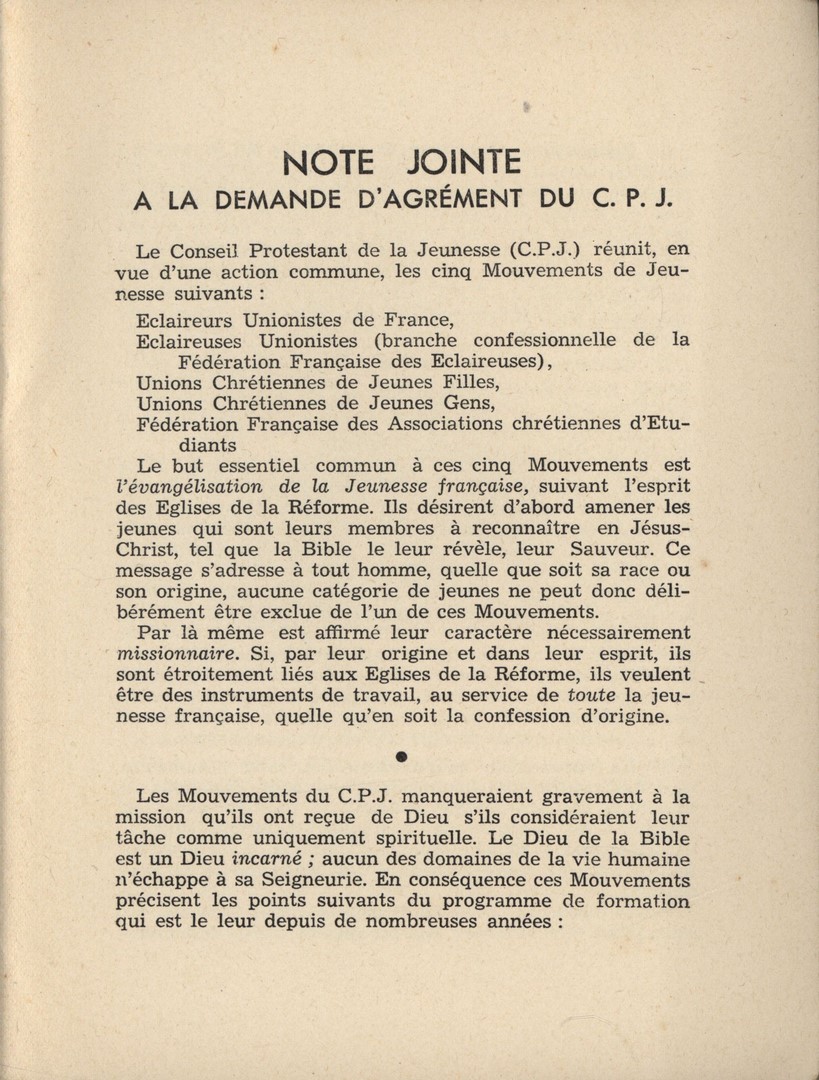 NOTE JOINTE
A LA DEMANDE D'AGRÉMENT DU C. P. J.
Le Conseil Protestant de la Jeunesse (C.P.J.) réunit, en
vue d'une action commune, les cinq Mouvements de Jeu-
nesse suivants :
Eclaireurs Unionistes de France,
Eclaireuses Unionistes (branche confessionnelle de la
Fédération Française des Eclaireuses),
Unions Chrétiennes de Jeunes Filles,
Unions Chrétiennes de Jeunes Gens,
Fédération Française des Associations chrétiennes d'Etu-
diants
Le but essentiel commun à ces cinq Mouvements est
l'évangélisation de la Jeunesse française, suivant l'esprit
des Eglises de la Réforme. Ils désirent d'abord amener les
jeunes qui sont leurs membres à reconnaître en Jésus-
Christ, tel que la Bible le leur révèle, leur Sauveur. Ce
message s'adresse à tout homme, quelle que soit sa race ou
son origine, aucune catégorie de jeunes ne peut donc déli-
bérément être exclue de l'un de ces Mouvements.
Par là même est affirmé leur caractère nécessairement
missionnaire. Si, par leur origine et dans leur esprit, ils
sont étroitement liés aux Eglises de la Réforme, ils veulent
être des instruments de travail, au service de toute la jeu-
nesse française, quelle qu'en soit la confession d'origine.
●
Les Mouvements du C.P.J. manqueraient gravement à la
mission qu'ils ont reçue de Dieu s'ils considéraient leur
tâche comme uniquement spirituelle. Le Dieu de la Bible
est un Dieu incarné ; aucun des domaines de la vie humaine
n'échappe à sa Seigneurie. En conséquence ces Mouvements
précisent les points suivants du programme de formation
qui est le leur depuis de nombreuses années :